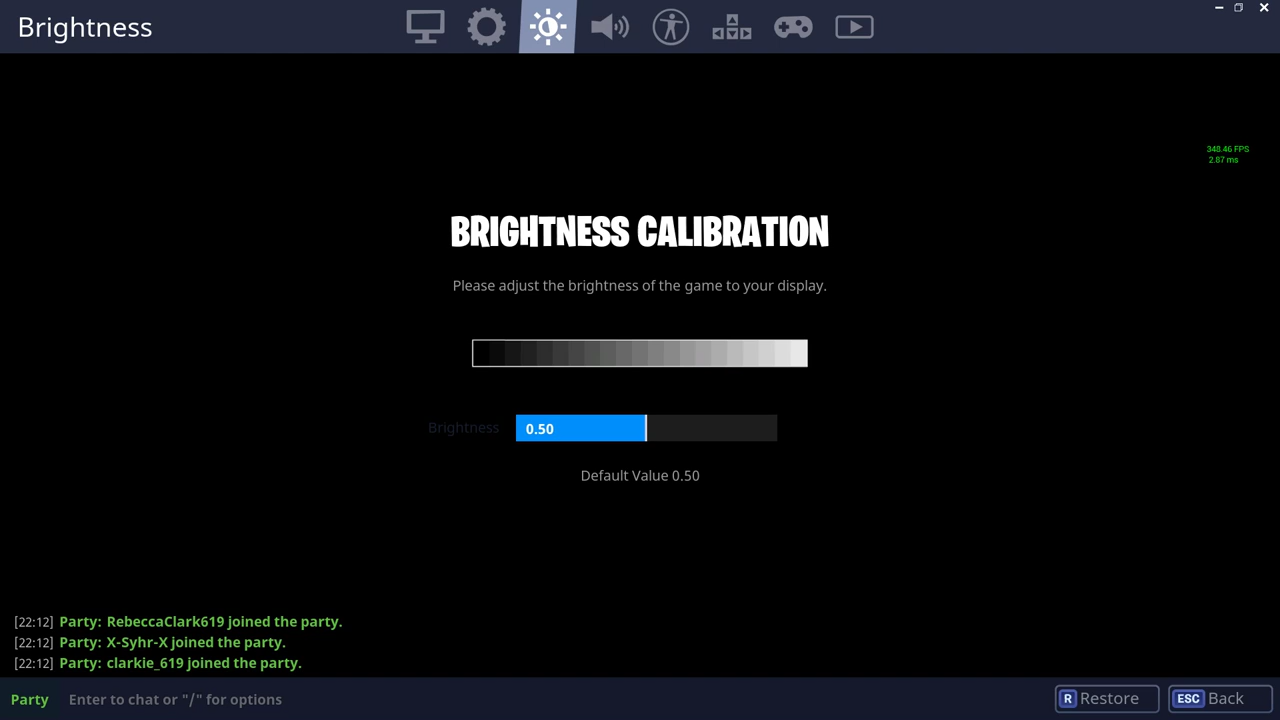 Brightness
348.46 FPS
2.87 ms
BRIGHTNESS CALIBRATION
Please adjust the brightness of the game to your display.
Brightness 0.50
Default Value 0.50
[22:12] Party: RebeccaClark619 joined the party.
[22:12] Party: X-Syhr-X joined the party.
[22:12] Party: clarkie_619 joined the party.
Party Enter to chat or "/" for options R Restore ESC Back